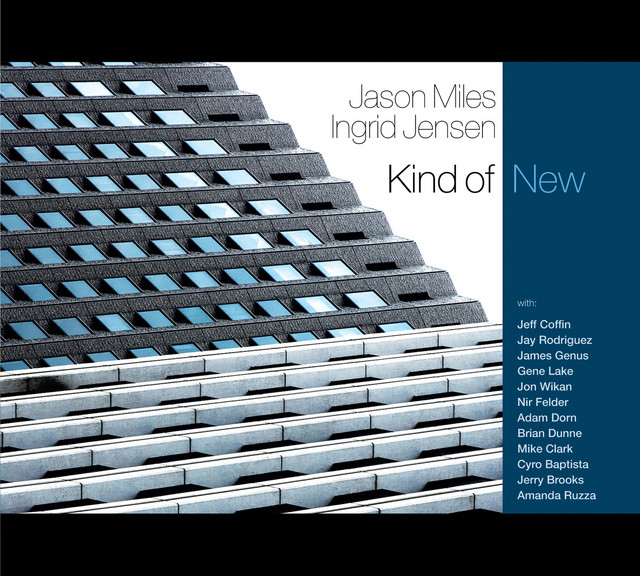 Jason Miles
Ingrid Jensen
Kind of New
with:
Jeff Coffin
Jay Rodriguez
James Genus
Gene Lake
Jon Wikan
Nir Felder
Adam Dorn
Brian Dunne
Mike Clark
Cyro Baptista
Jerry Brooks
Amanda Ruzza